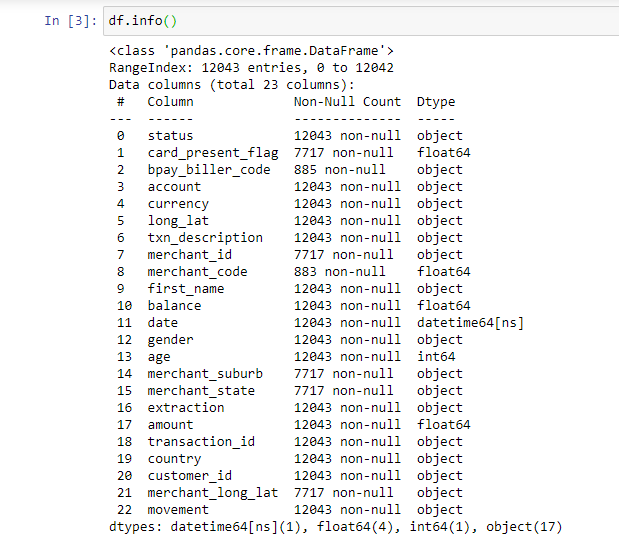 In [3]: df.info()
<class 'pandas.core.frame.DataFrame'>
RangeIndex: 12043 entries, 0 to 12042
Data columns (total 23 columns):
 #   Column             Non-Null Count  Dtype
---  ------             --------------  -----
 0   status             12043 non-null  object
 1   card_present_flag  7717 non-null   float64
 2   bpay_biller_code   885 non-null    object
 3   account            12043 non-null  object
 4   currency           12043 non-null  object
 5   long_lat           12043 non-null  object
 6   txn_description    12043 non-null  object
 7   merchant_id        7717 non-null   object
 8   merchant_code      883 non-null    float64
 9   first_name         12043 non-null  object
 10  balance            12043 non-null  float64
 11  date               12043 non-null  datetime64[ns]
 12  gender             12043 non-null  object
 13  age                12043 non-null  int64
 14  merchant_suburb    7717 non-null   object
 15  merchant_state     7717 non-null   object
 16  extraction         12043 non-null  object
 17  amount             12043 non-null  float64
 18  transaction_id     12043 non-null  object
 19  country            12043 non-null  object
 20  customer_id        12043 non-null  object
 21  merchant_long_lat  7717 non-null   object
 22  movement           12043 non-null  object
dtypes: datetime64[ns](1), float64(4), int64(1), object(17)